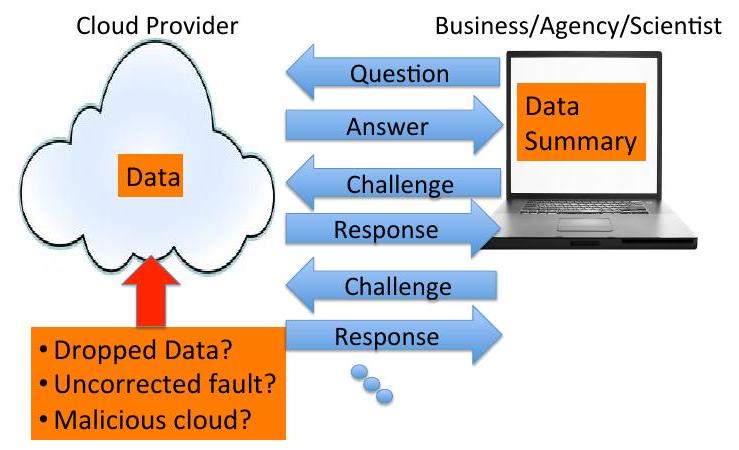 Cloud Provider
Business/Agency/Scientist
Question
Answer
Data
Summary
Data
Challenge
Response
Challenge
Response
• Dropped Data?
• Uncorrected fault?
• Malicious cloud?